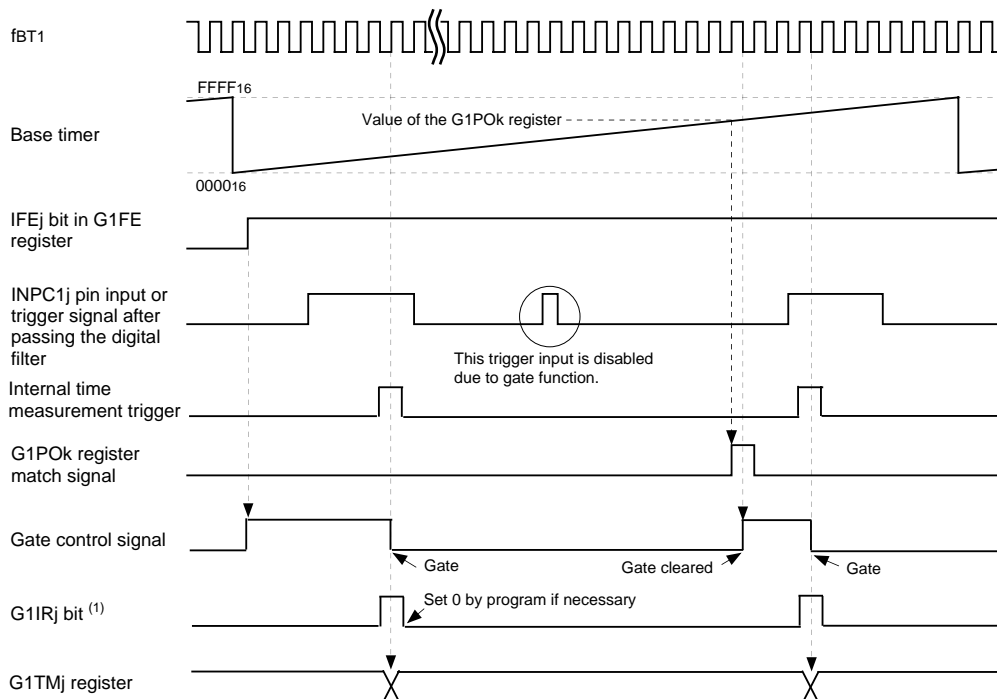 fBT1
FFFF16
Base timer
Value of the G1POk register
000016
IFEj bit in G1FE
register
INPC1j pin input or
trigger signal after
passing the digital
filter
This trigger input is disabled
due to gate function.
Internal time
measurement trigger
G1POk register
match signal
Gate control signal
Gate
Gate cleared
Gate
G1IRj bit (1)
Set 0 by program if necessary
G1TMj register